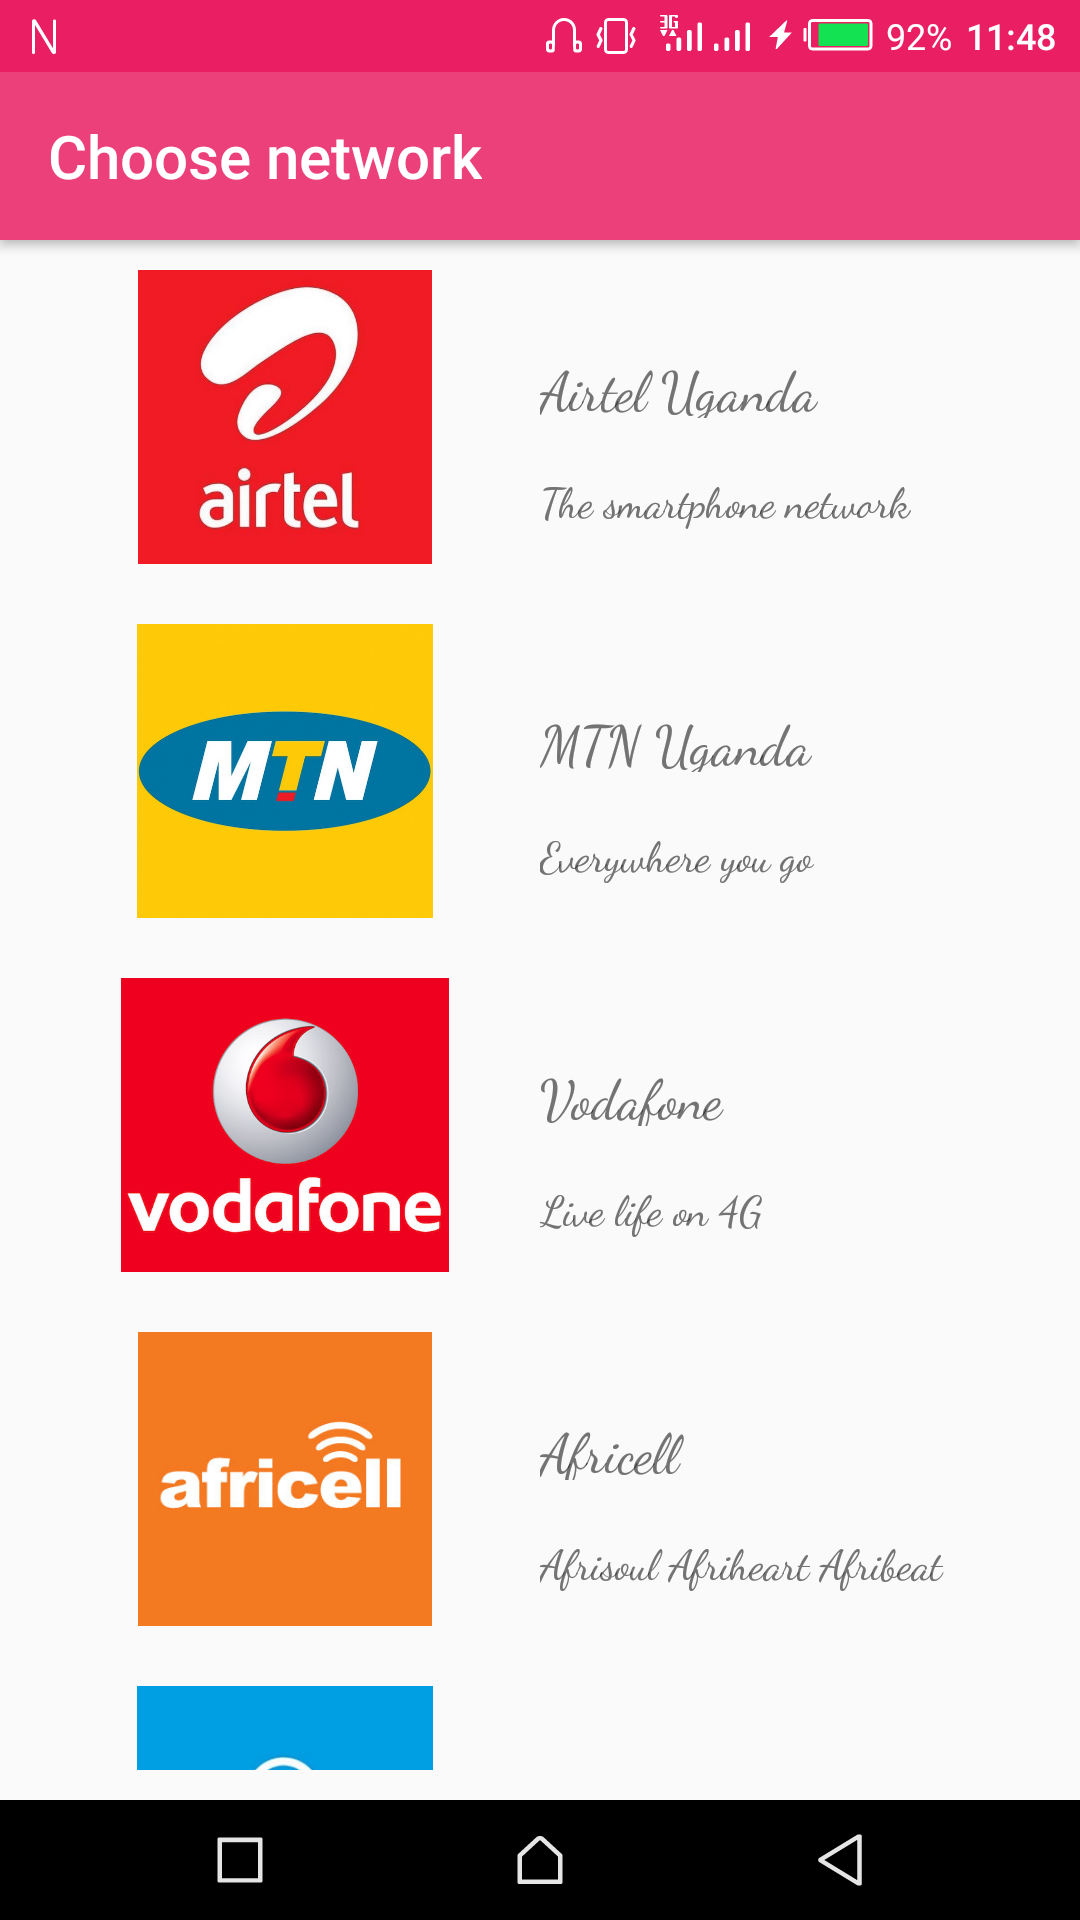 N 3G 92% 11:48
Choose network
airtel
Airtel Uganda
The smartphone network
MTN
MTN Uganda
Everywhere you go
vodafone
Vodafone
Live life on 4G
africell
Africell
Afrisoul Afriheart Afribeat